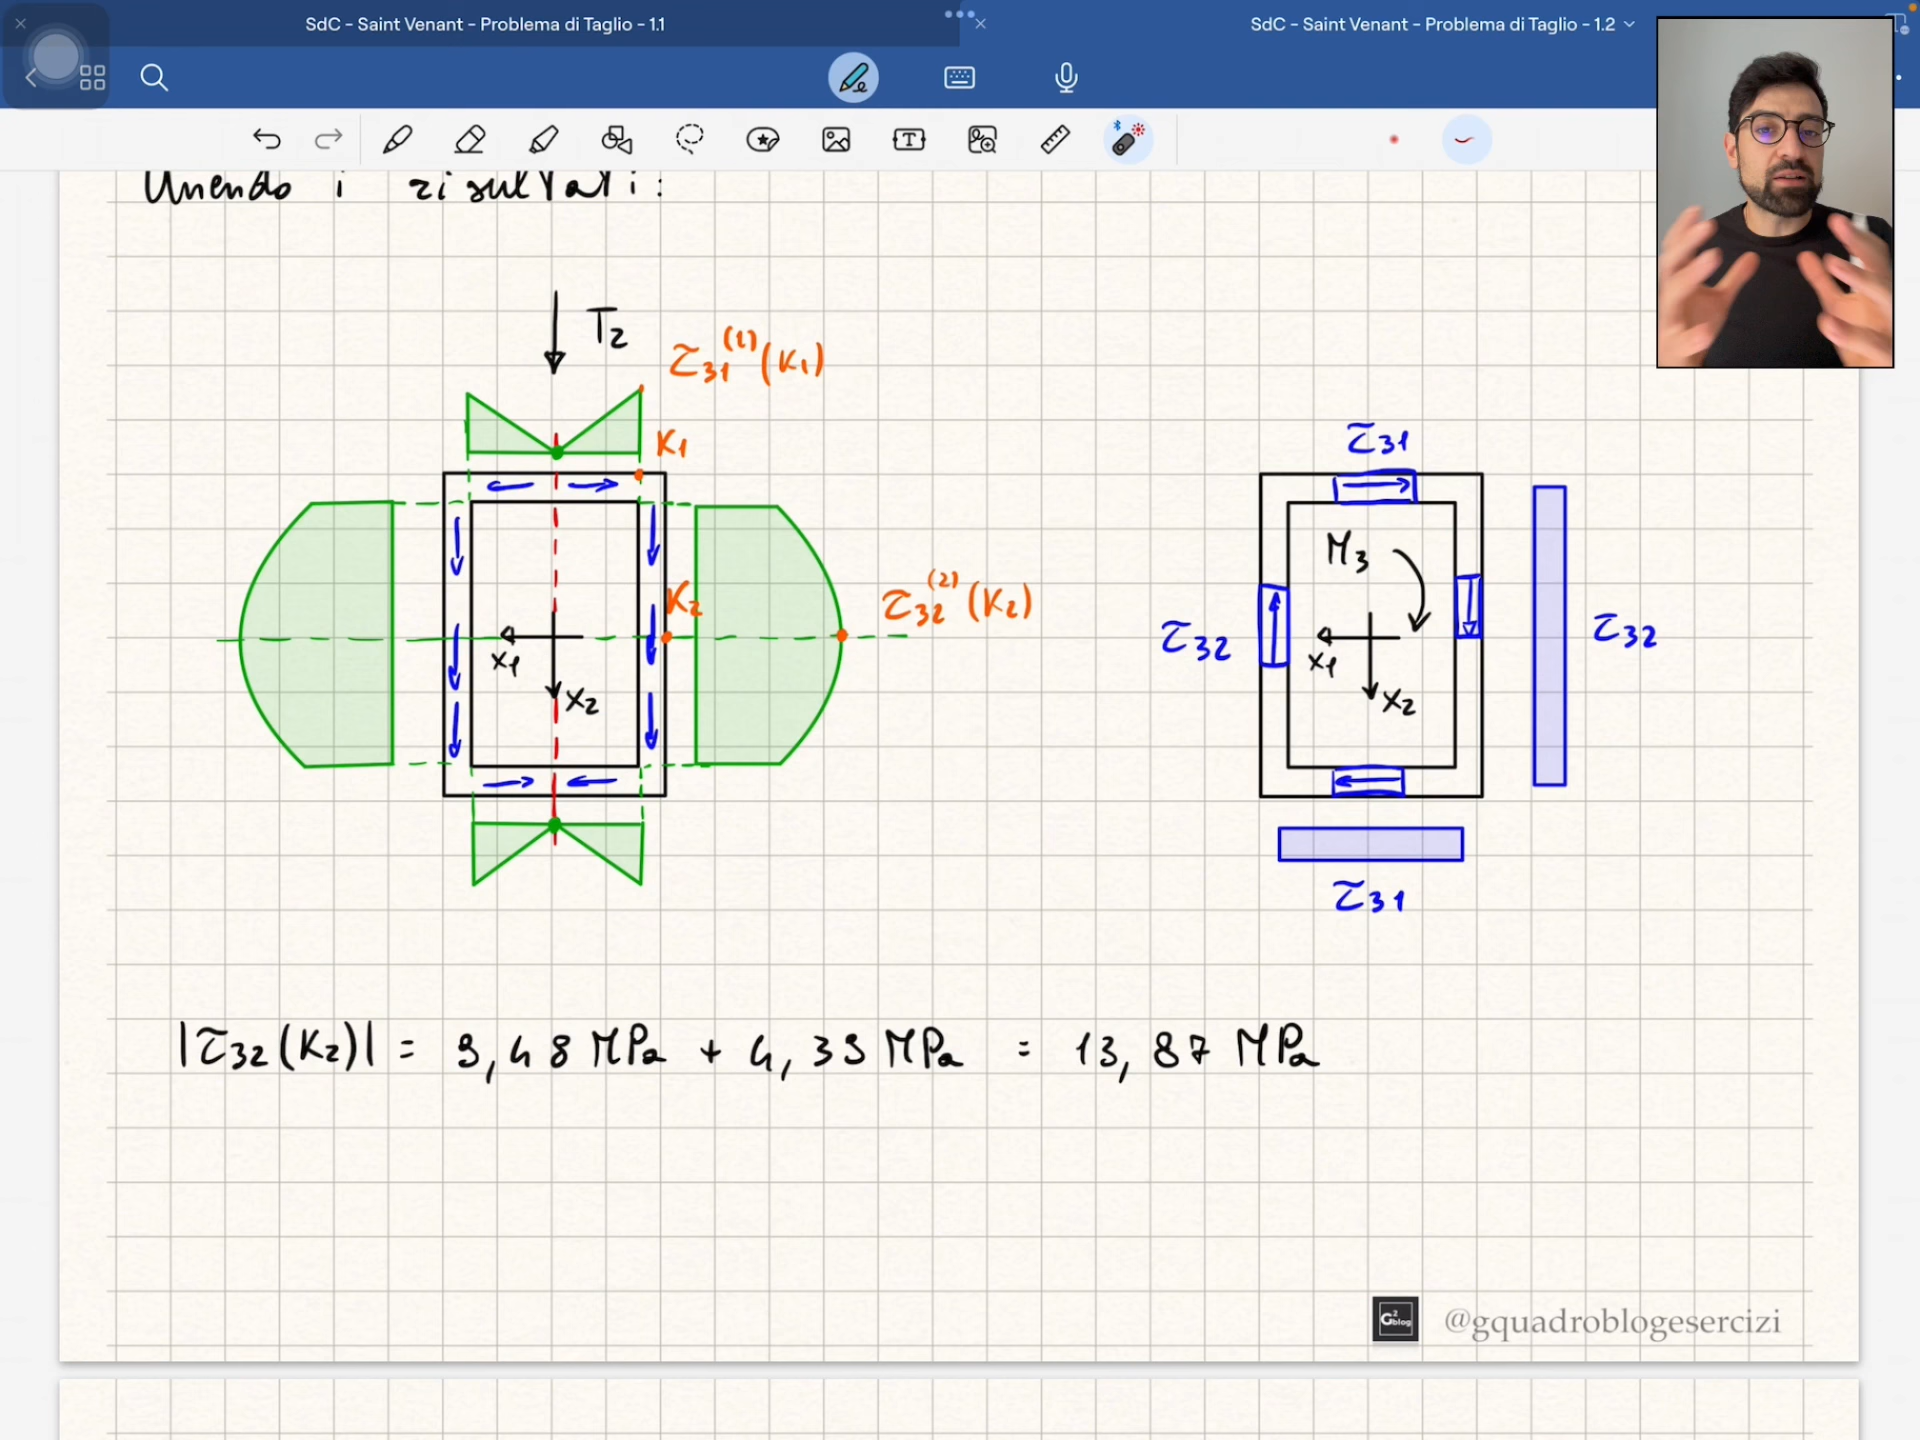 SdC - Saint Venant - Problema di Taglio - 1.1
SdC - Saint Venant - Problema di Taglio - 1.2
Unendo i risultati:
T2
τ31^(1)(K1)
K1
K2
τ32^(2)(K2)
x1
x2
τ31
M3
τ32
τ32
x1
x2
τ31
|τ32(K2)| = 9,48 MPa + 4,39 MPa = 13,87 MPa
G2 blog
@gquadroblogesercizi